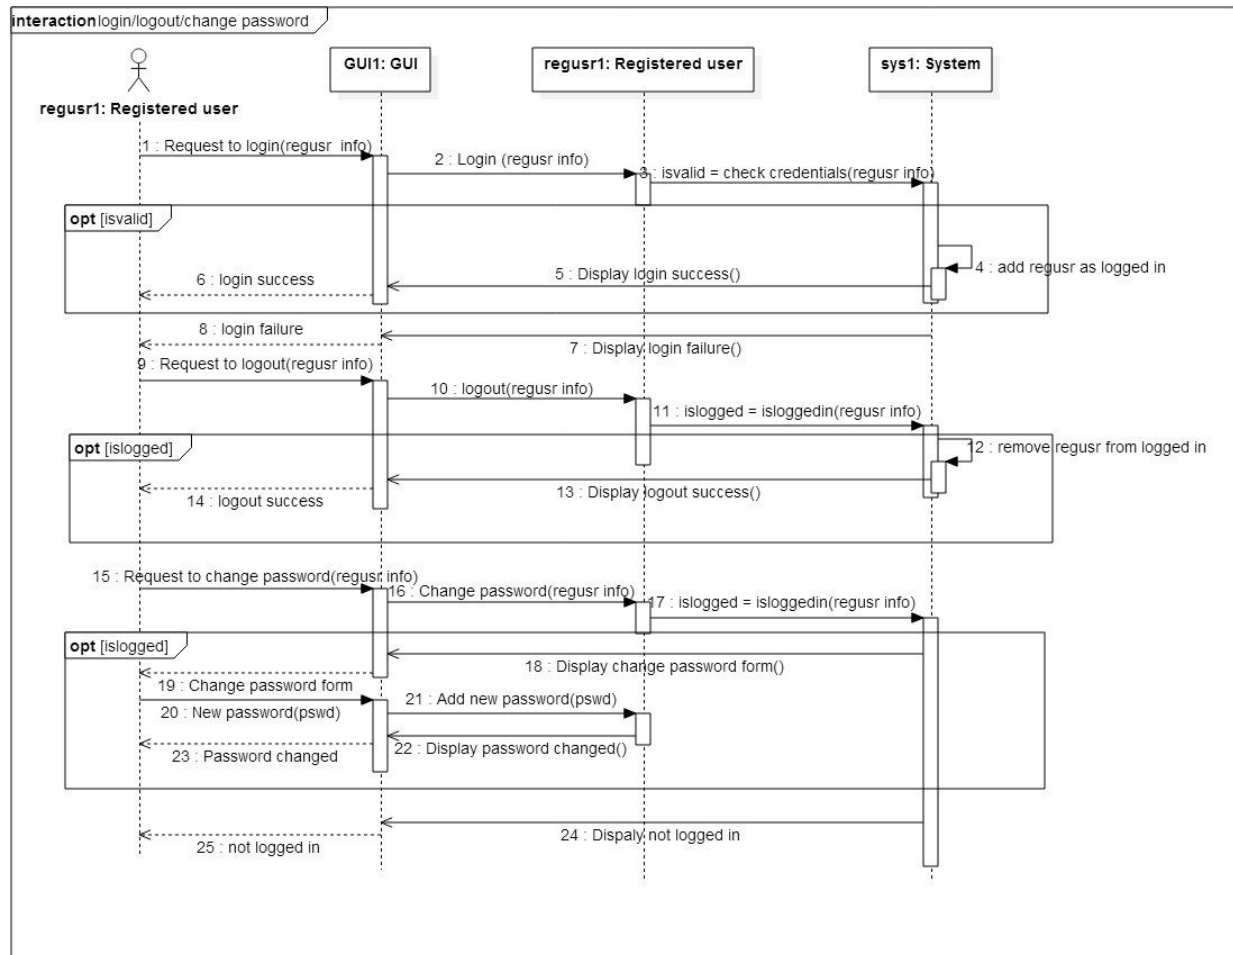 interaction login/logout/change password
GUI1: GUI
regusr1: Registered user
sys1: System
regusr1: Registered user
1 : Request to login(regusr info)
2 : Login (regusr info)
3 : isvalid = check credentials(regusr info)
opt [isvalid]
4 : add regusr as logged in
5 : Display login success()
6 : login success
7 : Display login failure()
8 : login failure
9 : Request to logout(regusr info)
10 : logout(regusr info)
11 : islogged = isloggedin(regusr info)
opt [islogged]
12 : remove regusr from logged in
13 : Display logout success()
14 : logout success
15 : Request to change password(regusr info)
16 : Change password(regusr info)
17 : islogged = isloggedin(regusr info)
opt [islogged]
18 : Display change password form()
19 : Change password form
20 : New password(pswd)
21 : Add new password(pswd)
22 : Display password changed()
23 : Password changed
24 : Dispaly not logged in
25 : not logged in